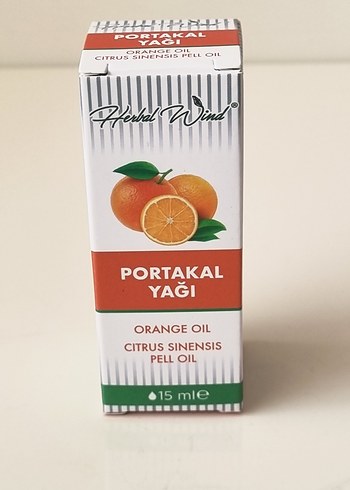 PORTAKAL
YAĞI
ORANGE OIL
CITRUS SINENSIS PELL OIL
Herbal Wind®
PORTAKAL
YAĞI
ORANGE OIL
CITRUS SINENSIS
PELL OIL
15 ml℮